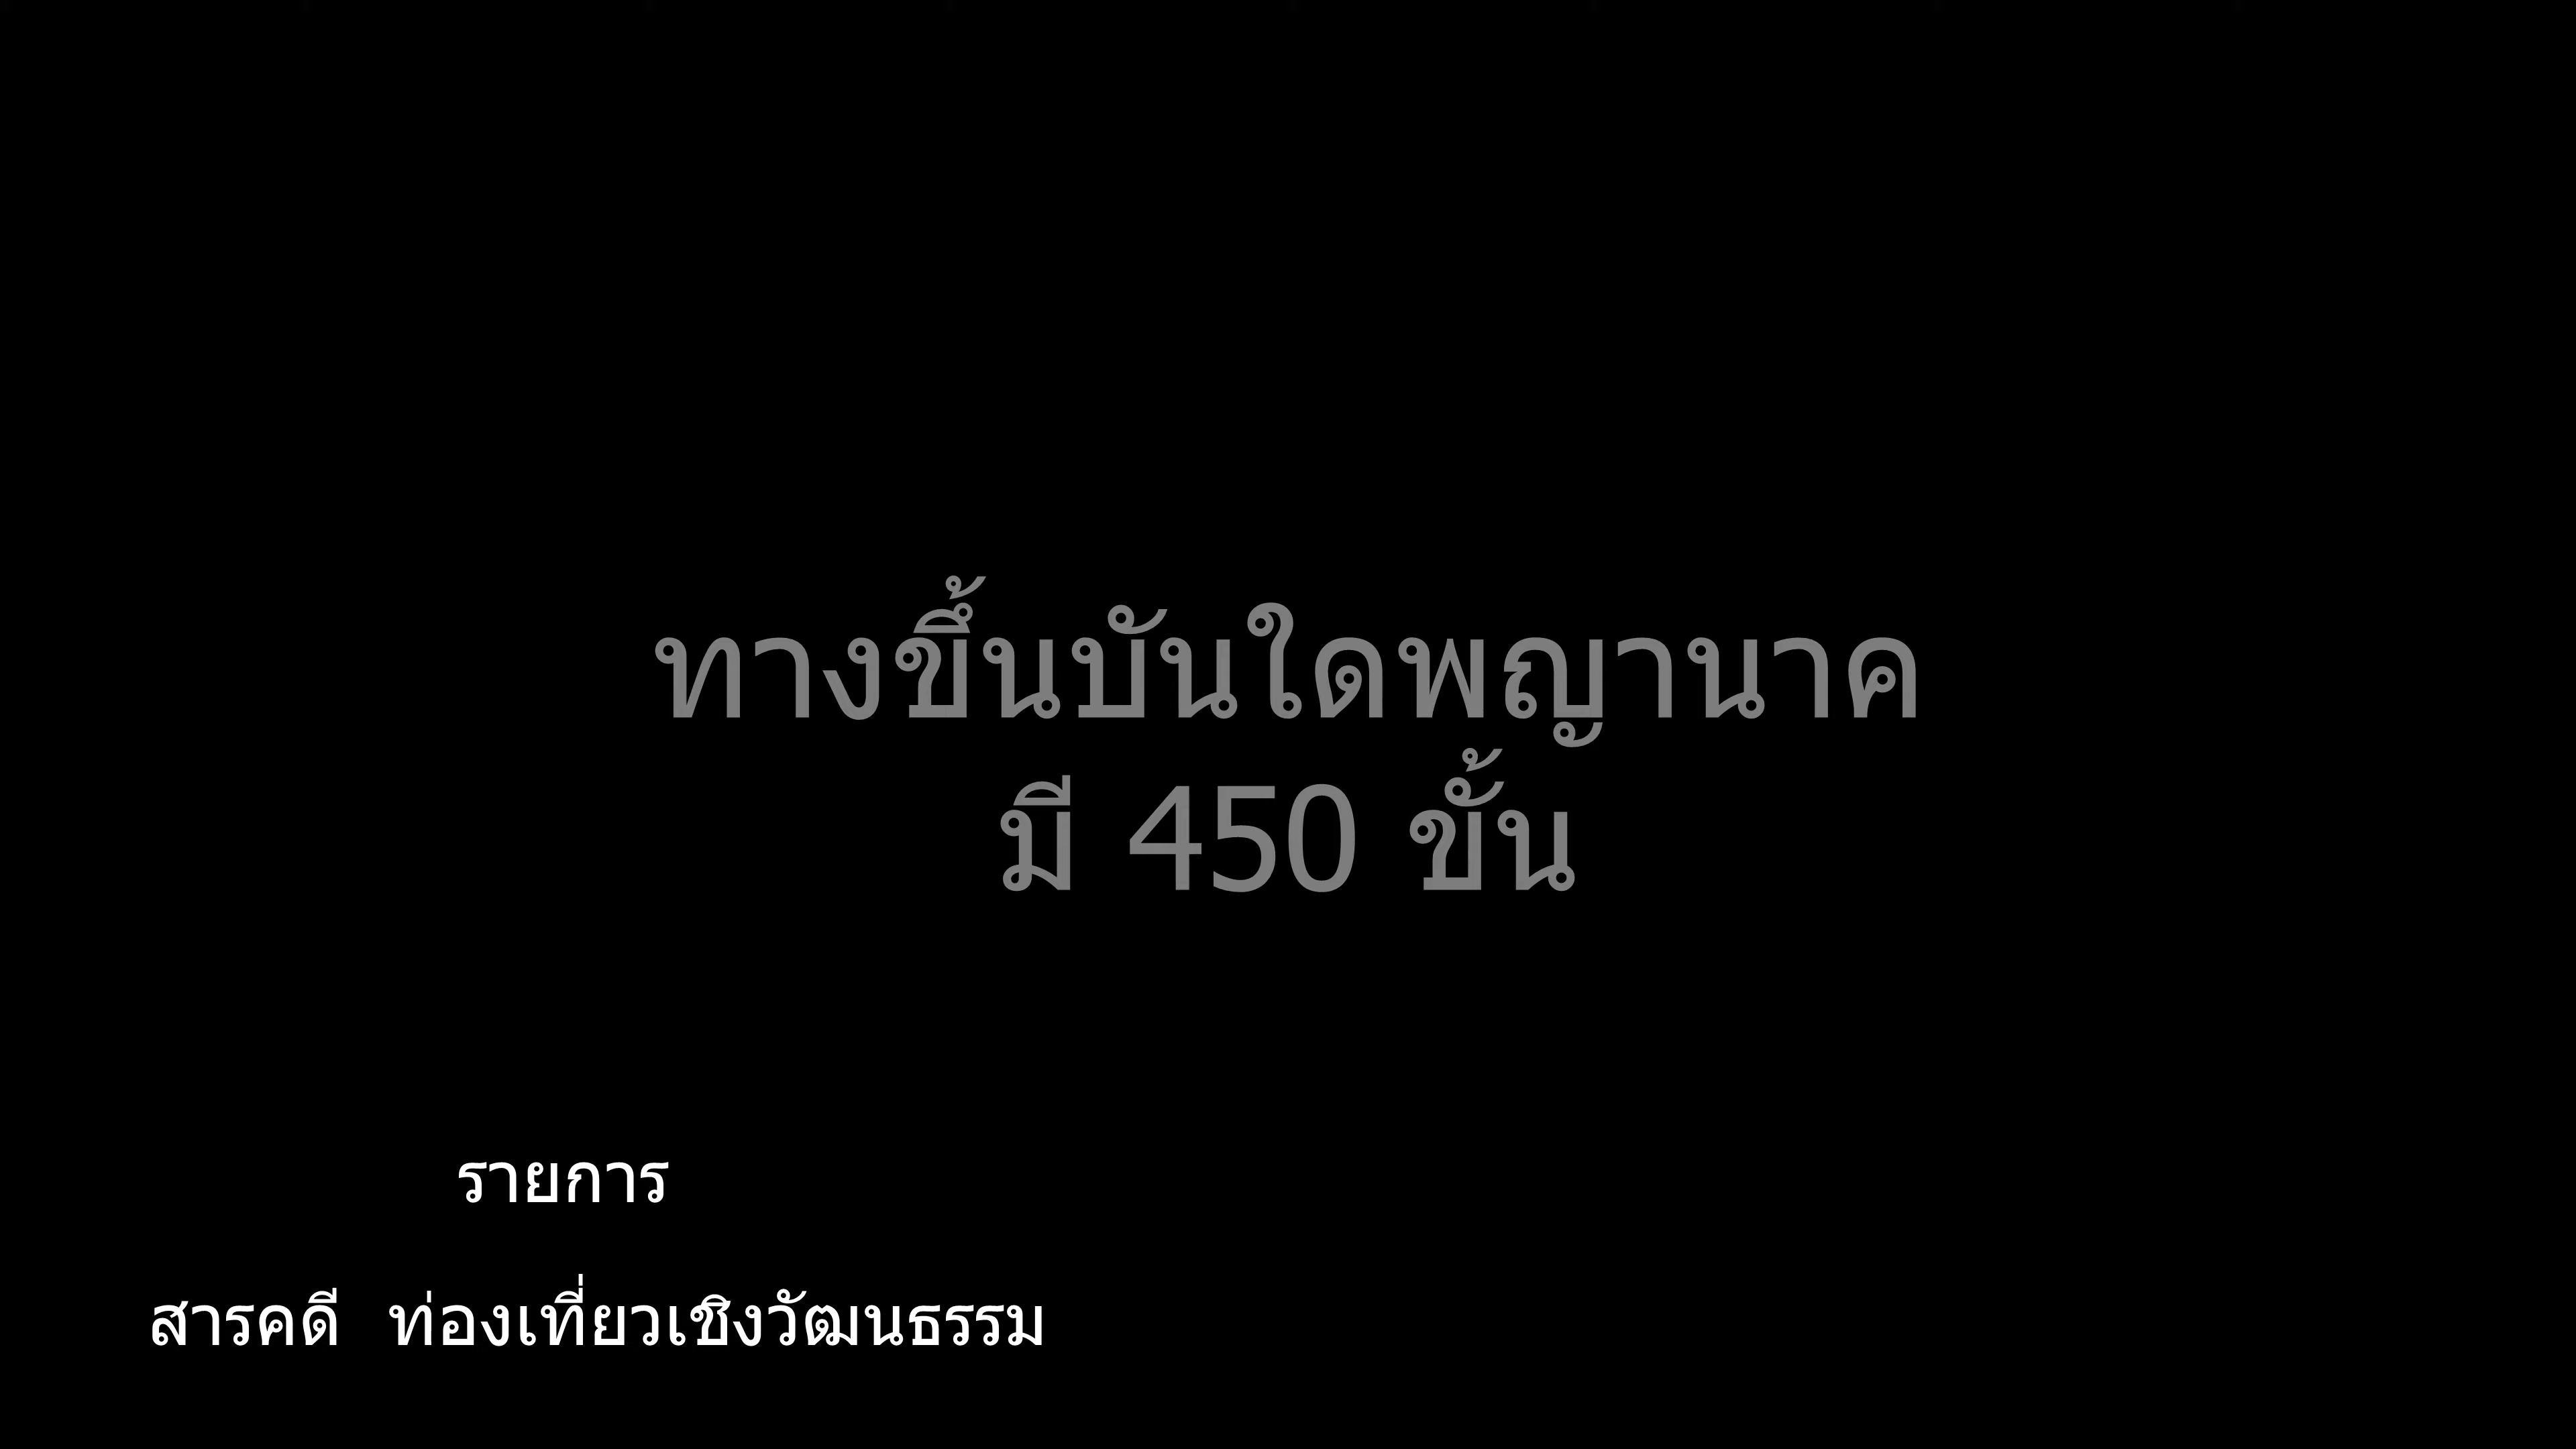 ทางขึ้นบันใดพญานาค
มี 450 ขั้น
รายการ
สารคดี ท่องเที่ยวเชิงวัฒนธรรม